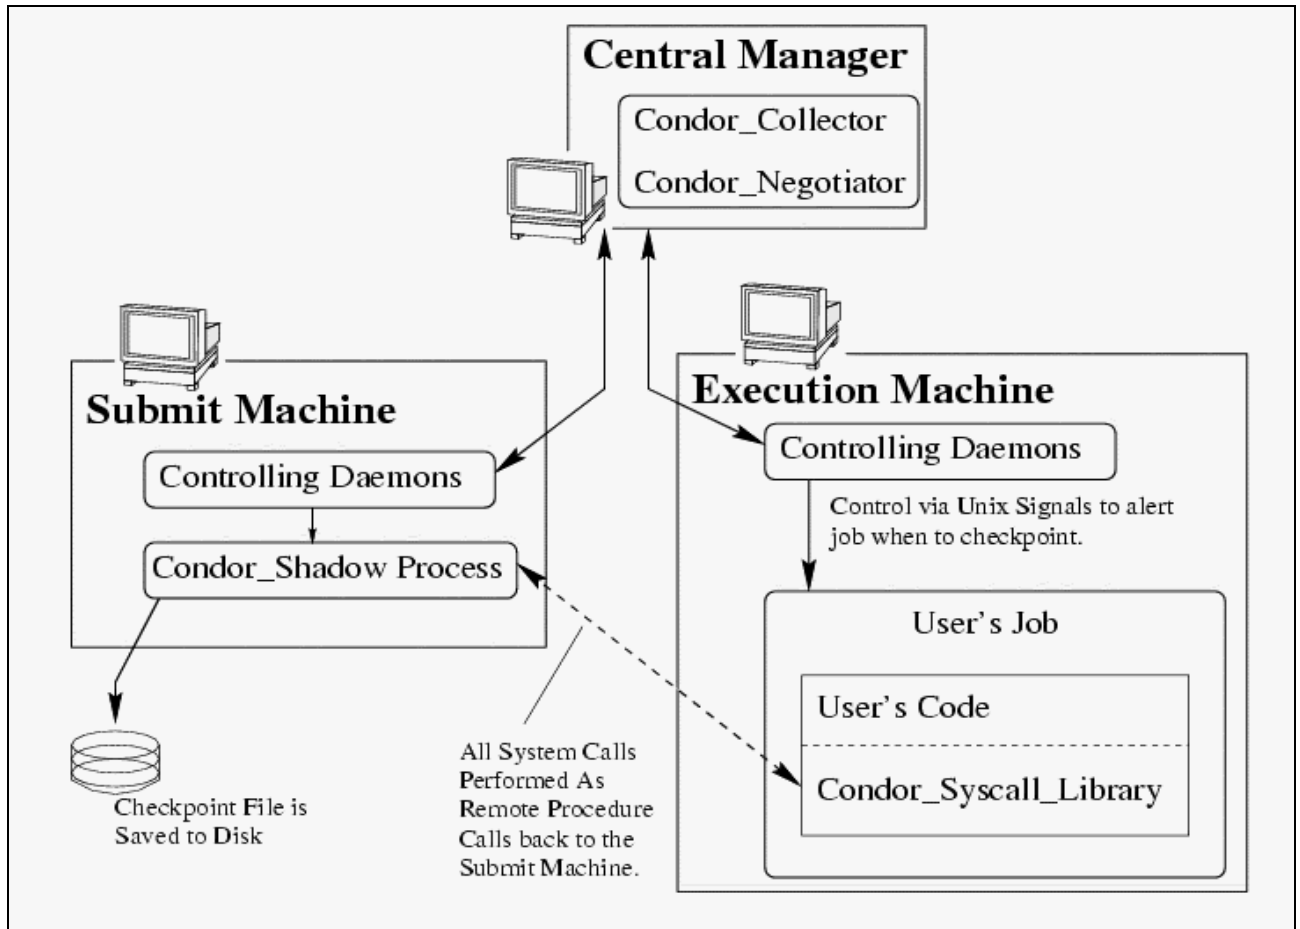 Central Manager
Condor_Collector
Condor_Negotiator
Submit Machine
Controlling Daemons
Condor_Shadow Process
Checkpoint File is
Saved to Disk
All System Calls
Performed As
Remote Procedure
Calls back to the
Submit Machine.
Execution Machine
Controlling Daemons
Control via Unix Signals to alert
job when to checkpoint.
User's Job
User's Code
Condor_Syscall_Library